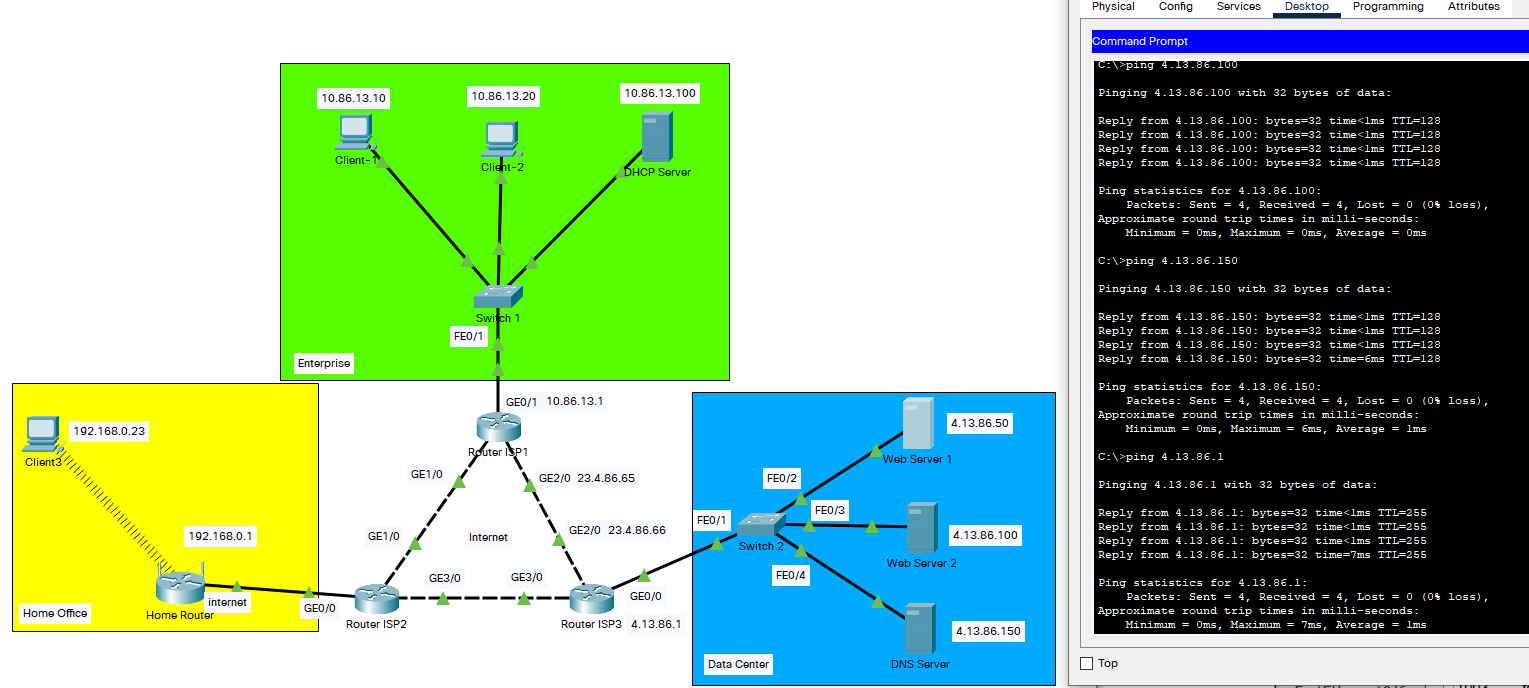 10.86.13.10
10.86.13.20
10.86.13.100
Client-1
Client-2
DHCP Server
Switch 1
FE0/1
Enterprise
GE0/1 10.86.13.1
Router ISP1
192.168.0.23
Client3
192.168.0.1
Home Router
internet
Home Office
GE0/0
GE1/0
GE2/0 23.4.86.65
GE1/0
Internet
GE2/0 23.4.86.66
GE3/0
GE3/0
Router ISP2
Router ISP3 4.13.86.1
GE0/0
FE0/1
FE0/2
FE0/3
FE0/4
Switch 2
4.13.86.50
Web Server 1
4.13.86.100
Web Server 2
4.13.86.150
DNS Server
Data Center
Physical Config Services Desktop Programming Attributes
Command Prompt
C:\>ping 4.13.86.100
Pinging 4.13.86.100 with 32 bytes of data:
Reply from 4.13.86.100: bytes=32 time<1ms TTL=128
Reply from 4.13.86.100: bytes=32 time<1ms TTL=128
Reply from 4.13.86.100: bytes=32 time<1ms TTL=128
Reply from 4.13.86.100: bytes=32 time<1ms TTL=128
Ping statistics for 4.13.86.100:
Packets: Sent = 4, Received = 4, Lost = 0 (0% loss),
Approximate round trip times in milli-seconds:
Minimum = 0ms, Maximum = 0ms, Average = 0ms
C:\>ping 4.13.86.150
Pinging 4.13.86.150 with 32 bytes of data:
Reply from 4.13.86.150: bytes=32 time<1ms TTL=128
Reply from 4.13.86.150: bytes=32 time<1ms TTL=128
Reply from 4.13.86.150: bytes=32 time<1ms TTL=128
Reply from 4.13.86.150: bytes=32 time=6ms TTL=128
Ping statistics for 4.13.86.150:
Packets: Sent = 4, Received = 4, Lost = 0 (0% loss),
Approximate round trip times in milli-seconds:
Minimum = 0ms, Maximum = 6ms, Average = 1ms
C:\>ping 4.13.86.1
Pinging 4.13.86.1 with 32 bytes of data:
Reply from 4.13.86.1: bytes=32 time<1ms TTL=255
Reply from 4.13.86.1: bytes=32 time<1ms TTL=255
Reply from 4.13.86.1: bytes=32 time<1ms TTL=255
Reply from 4.13.86.1: bytes=32 time=7ms TTL=255
Ping statistics for 4.13.86.1:
Packets: Sent = 4, Received = 4, Lost = 0 (0% loss),
Approximate round trip times in milli-seconds:
Minimum = 0ms, Maximum = 7ms, Average = 1ms
Top